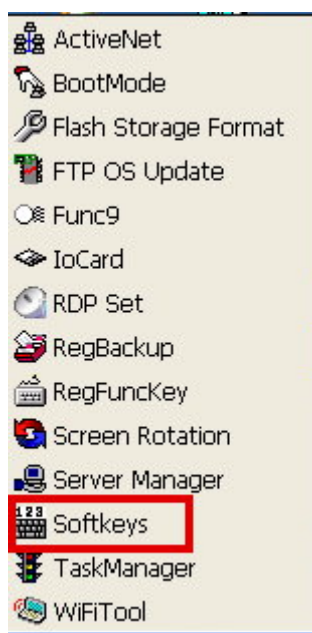 ActiveNet
BootMode
Flash Storage Format
FTP OS Update
Func9
IoCard
RDP Set
RegBackup
RegFuncKey
Screen Rotation
Server Manager
123
Softkeys
TaskManager
WiFiTool